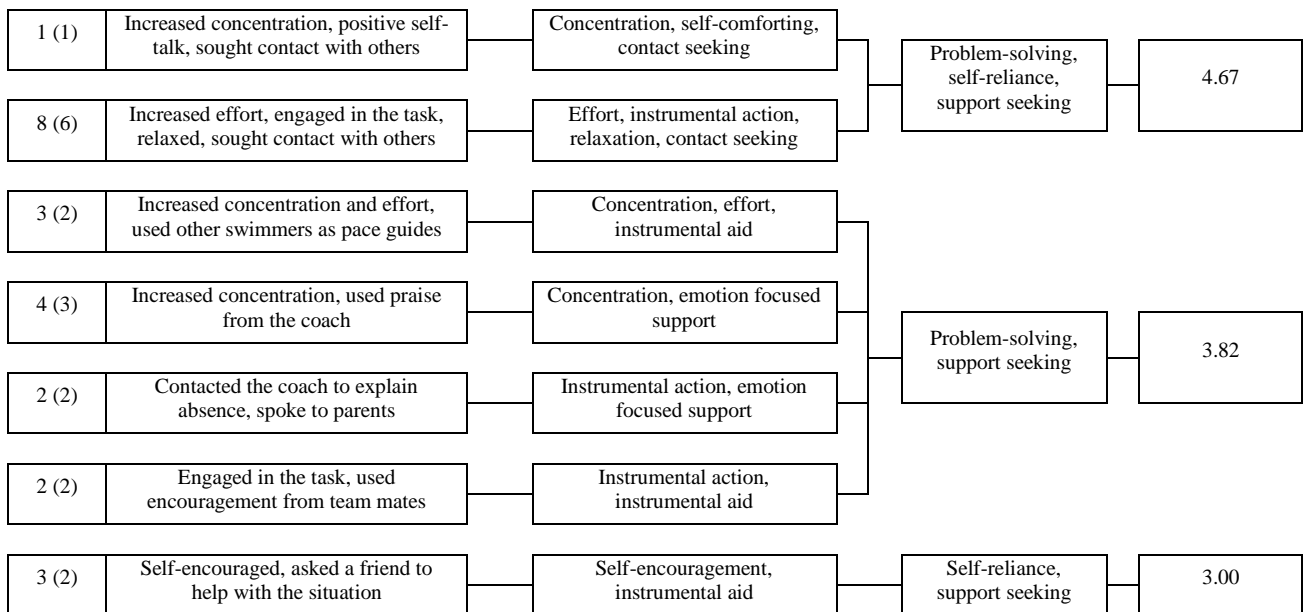 1 (1)
Increased concentration, positive self-
talk, sought contact with others
Concentration, self-comforting,
contact seeking
Problem-solving,
self-reliance,
support seeking
4.67
8 (6)
Increased effort, engaged in the task,
relaxed, sought contact with others
Effort, instrumental action,
relaxation, contact seeking
3 (2)
Increased concentration and effort,
used other swimmers as pace guides
Concentration, effort,
instrumental aid
4 (3)
Increased concentration, used praise
from the coach
Concentration, emotion focused
support
Problem-solving,
support seeking
3.82
2 (2)
Contacted the coach to explain
absence, spoke to parents
Instrumental action, emotion
focused support
2 (2)
Engaged in the task, used
encouragement from team mates
Instrumental action,
instrumental aid
3 (2)
Self-encouraged, asked a friend to
help with the situation
Self-encouragement,
instrumental aid
Self-reliance,
support seeking
3.00